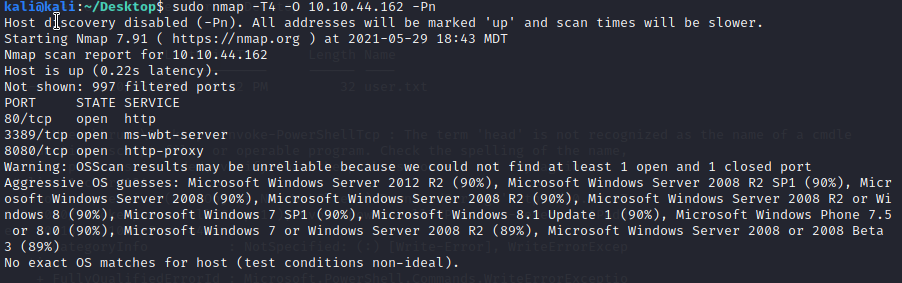 kali@kali:~/Desktop$ sudo nmap -T4 -O 10.10.44.162 -Pn
Host discovery disabled (-Pn). All addresses will be marked 'up' and scan times will be slower.
Starting Nmap 7.91 ( https://nmap.org ) at 2021-05-29 18:43 MDT
Nmap scan report for 10.10.44.162
Host is up (0.22s latency).
Not shown: 997 filtered ports
PORT     STATE SERVICE
80/tcp   open  http
3389/tcp open  ms-wbt-server
8080/tcp open  http-proxy
Warning: OSScan results may be unreliable because we could not find at least 1 open and 1 closed port
Aggressive OS guesses: Microsoft Windows Server 2012 R2 (90%), Microsoft Windows Server 2008 R2 SP1 (90%), Micr
osoft Windows Server 2008 (90%), Microsoft Windows Server 2008 R2 (90%), Microsoft Windows Server 2008 R2 or Wi
ndows 8 (90%), Microsoft Windows 7 SP1 (90%), Microsoft Windows 8.1 Update 1 (90%), Microsoft Windows Phone 7.5
 or 8.0 (90%), Microsoft Windows 7 or Windows Server 2008 R2 (89%), Microsoft Windows Server 2008 or 2008 Beta
3 (89%)
No exact OS matches for host (test conditions non-ideal).